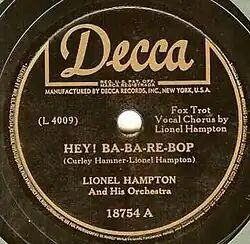 Decca
REG. U.S. PAT. OFF.
MARCA REGISTRADA
MANUFACTURED BY DECCA RECORDS, INC., NEW YORK, U.S.A.
(L 4009)
Fox Trot
Vocal Chorus by
Lionel Hampton
HEY! BA-BA-RE-BOP
(Curley Hamner-Lionel Hampton)
LIONEL HAMPTON
And His Orchestra
18754 A